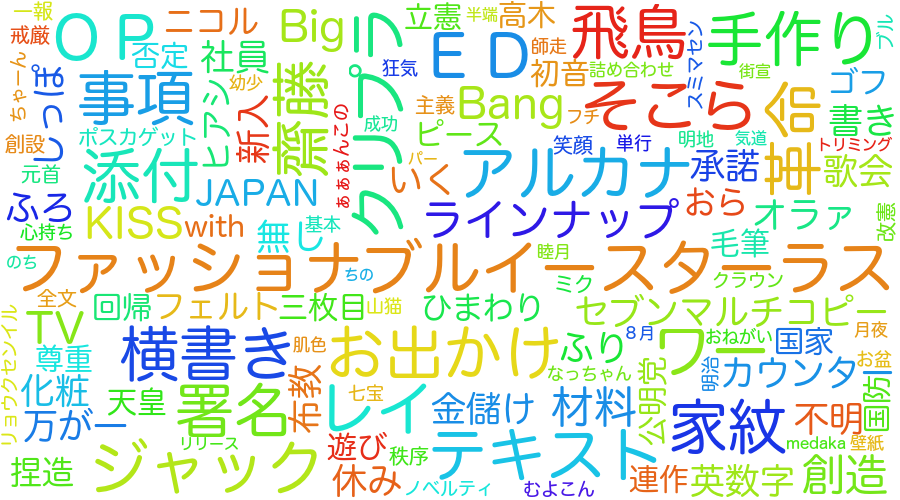 一報
ニコル
Big
立憲
半端
高木
飛鳥
手作り
ブル
戒厳
OP
否定
社員
クリプラ
狂気
ED
師走
初音
詰め合わせ
街宣
スミマセン
ちゃーん
しっぽ
事項
幼少
ヒアシ
新入
齋藤
ぁぁぁんこの
主義
Bang
フチ
そこら
革命
ゴフ
書き
創設
ポスカゲット
成功
ピース
笑顔
単行
明地
気道
トリミング
元首
添付
JAPAN
パー
いく
アルカナ
承諾
歌会
ふろ
心持ち
KISS
with
無し
基本
ラインナップ
おら
オラァ
改憲
のち
ファッショナブルイースターラス
ちの
睦月
ミク
毛筆
クラウン
全文
回帰
フェルト
三枚目
山猫
ひまわり
セブンマルチコピー
リョウクセンイル
TV
尊重
横書き
肌色
お出かけ
ふり
8月
ワー
おねがい
国家
月夜
お盆
化粧
万が一
天皇
署名
布教
七宝
レイ
金儲け
なっちゃん
材料
公明党
明治
カウンタ
国防
捏造
ジャック
リリース
遊び
休み
秩序
ノベルティ
テキスト
むよこん
家紋
連作
不明
英数字
medaka
壁紙
創造